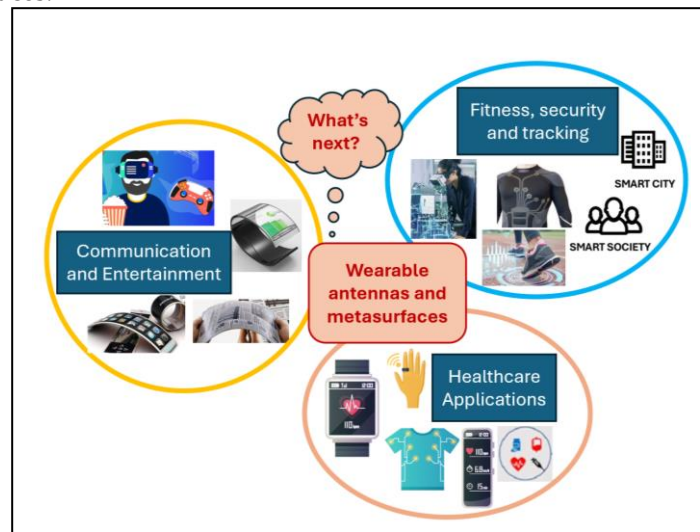 What's
next?
Fitness, security
and tracking
SMART CITY
SMART SOCIETY
Communication
and Entertainment
Wearable
antennas and
metasurfaces
Healthcare
Applications